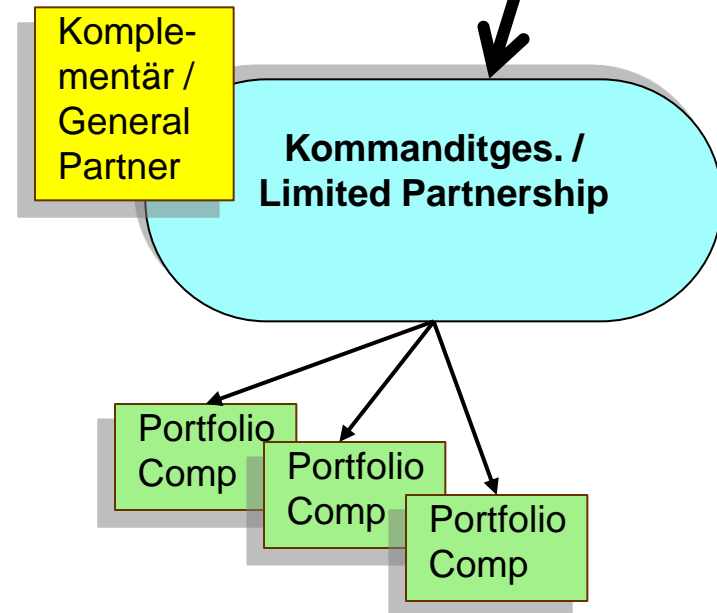 Komple-
mentär /
General
Partner
Kommanditges. /
Limited Partnership
Portfolio
Comp
Portfolio
Comp
Portfolio
Comp